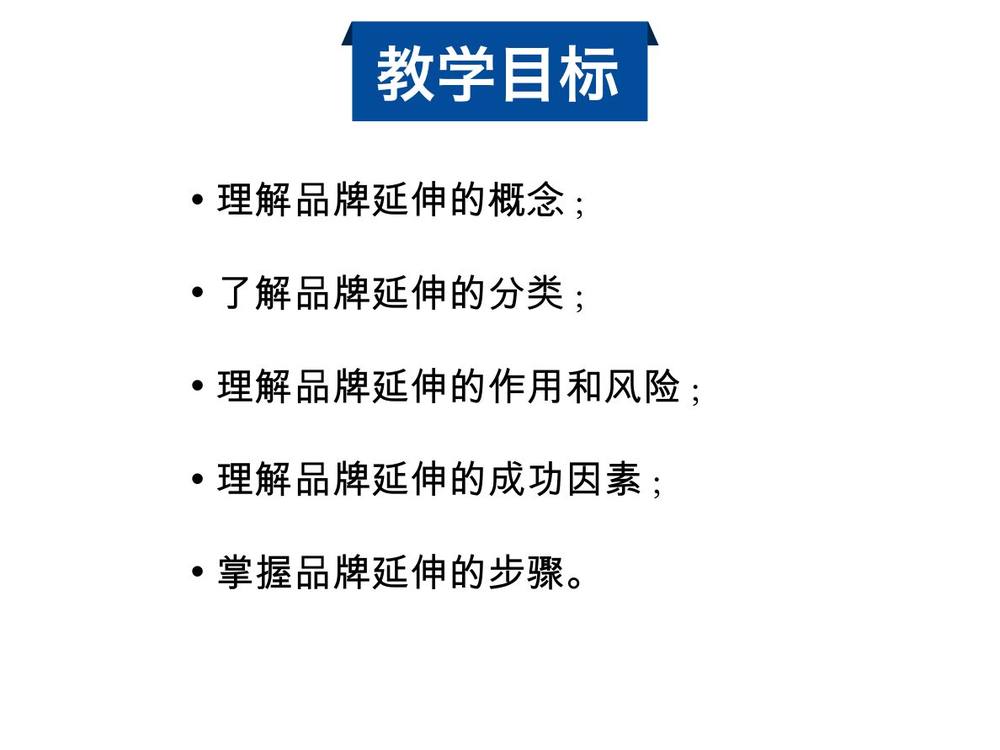 教学目标
• 理解品牌延伸的概念；
• 了解品牌延伸的分类；
• 理解品牌延伸的作用和风险；
• 理解品牌延伸的成功因素；
• 掌握品牌延伸的步骤。